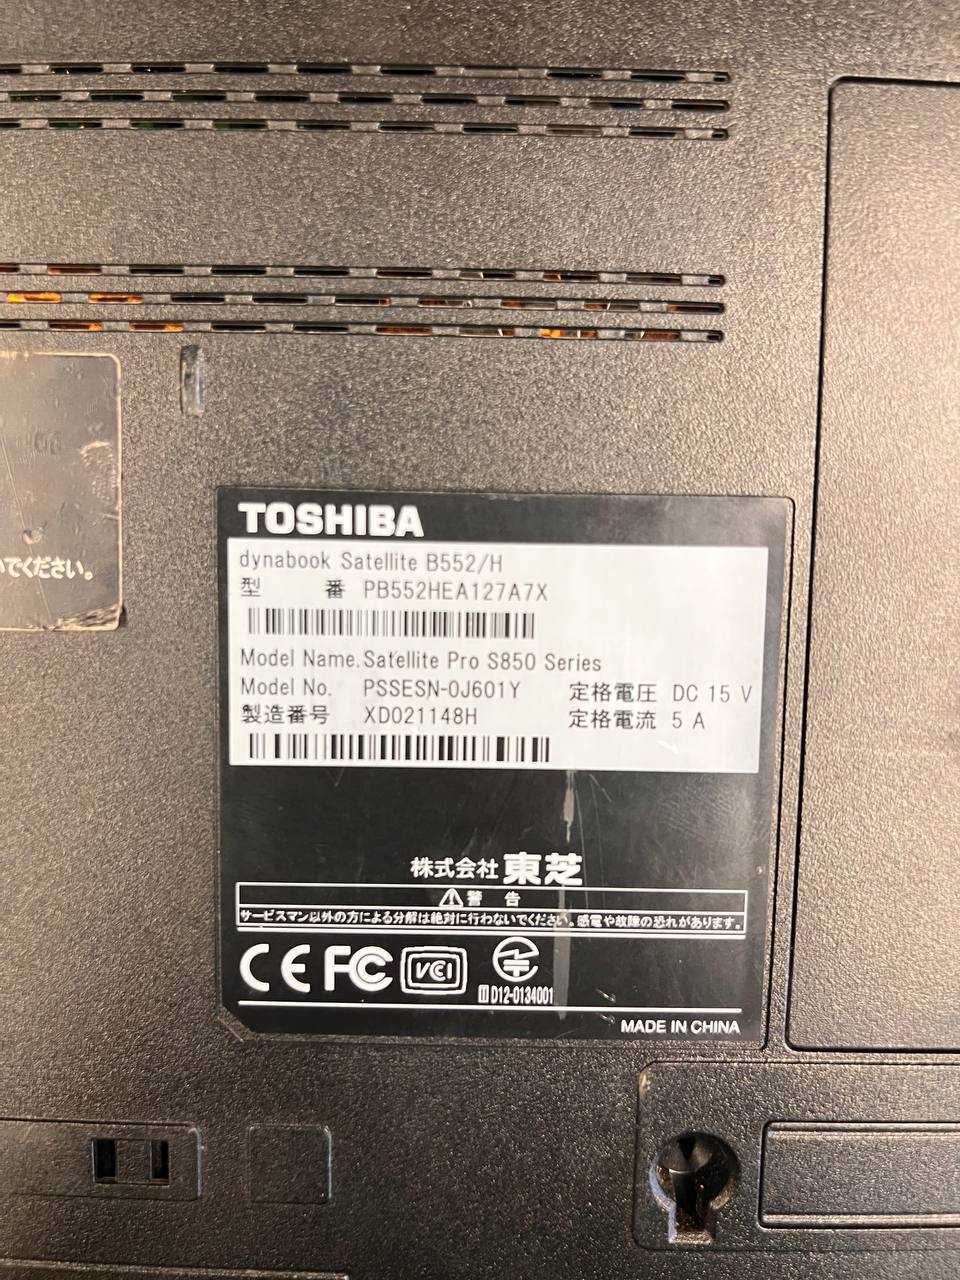 TOSHIBA
dynabook Satellite B552/H
型 番 PB552HEA127A7X
Model Name. Satellite Pro S850 Series
Model No. PSSESN-0J601Y 定格電圧 DC 15 V
製造番号 XD021148H 定格電流 5 A
いてください。
株式会社 東芝
警 告
サービスマン以外の方による分解は絶対に行わないでください。感電や故障の恐れがあります。
CE FC VCI
T D12-0134001
MADE IN CHINA